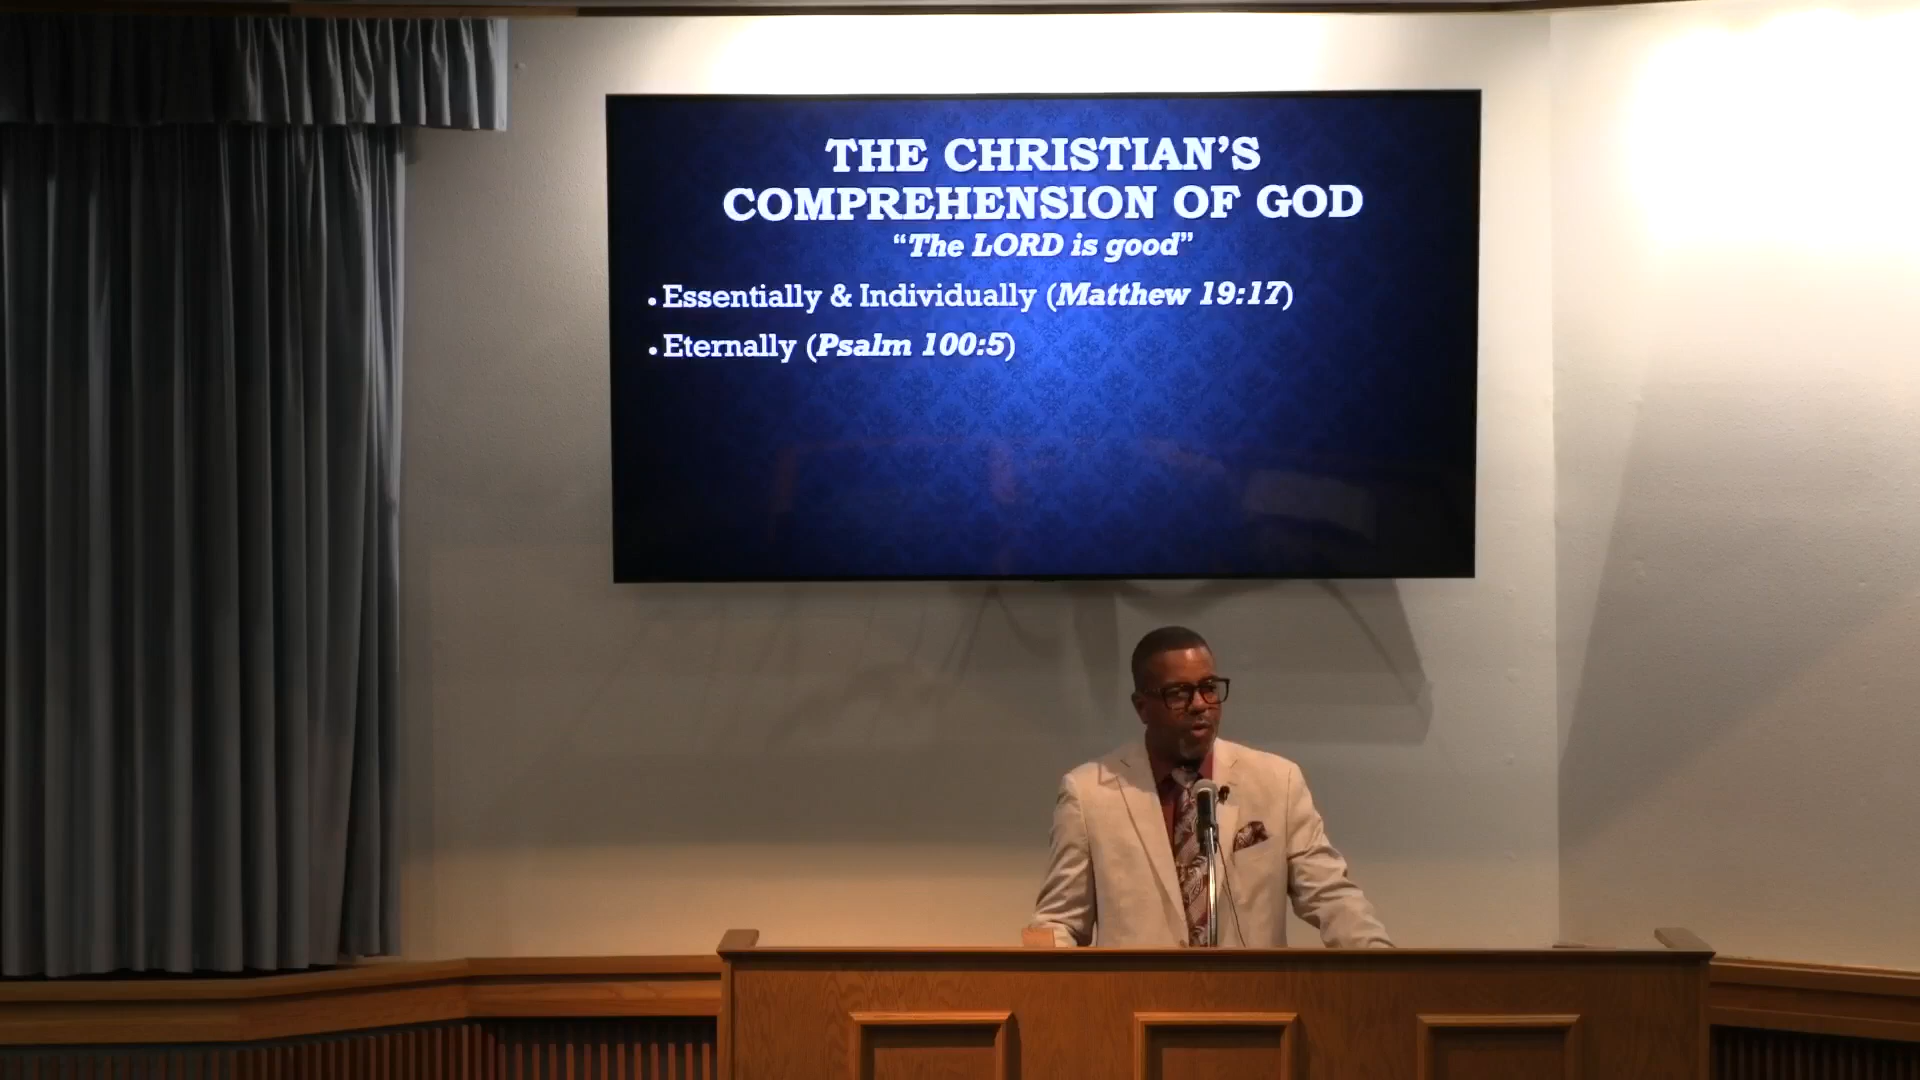 THE CHRISTIAN’S
COMPREHENSION OF GOD
“The LORD is good”
• Essentially & Individually (Matthew 19:17)
• Eternally (Psalm 100:5)